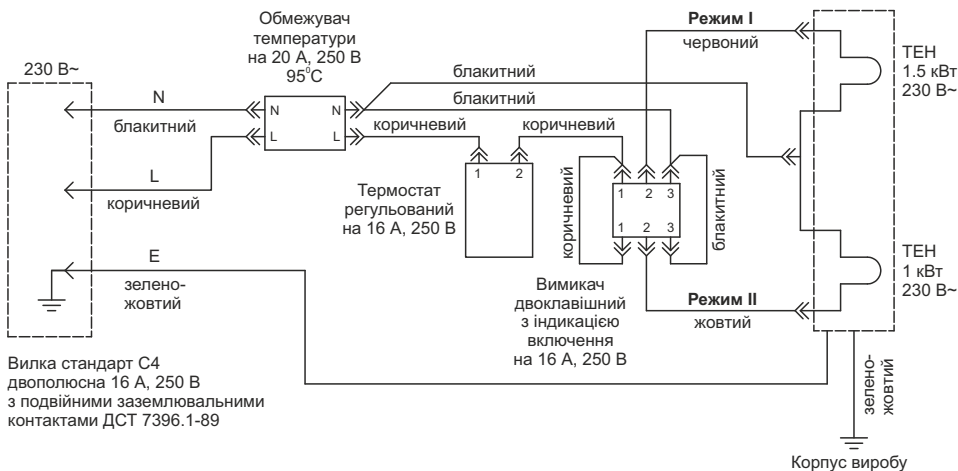 230 В~
N
блакитний
L
коричневий
E
зелено-
жовтий
Вилка стандарт С4
двополюсна 16 А, 250 В
з подвійними заземлювальними
контактами ДСТ 7396.1-89
Обмежувач
температури
на 20 А, 250 В
95⁰С
N
N
L
L
блакитний
блакитний
коричневий
коричневий
1
2
Термостат
регульований
на 16 А, 250 В
коричневий
1 2 3
1 2 3
блакитний
Вимикач
двоклавішний
з індикацією
включення
на 16 А, 250 В
Режим I
червоний
Режим II
жовтий
ТЕН
1.5 кВт
230 В~
ТЕН
1 кВт
230 В~
зелено-
жовтий
Корпус виробу